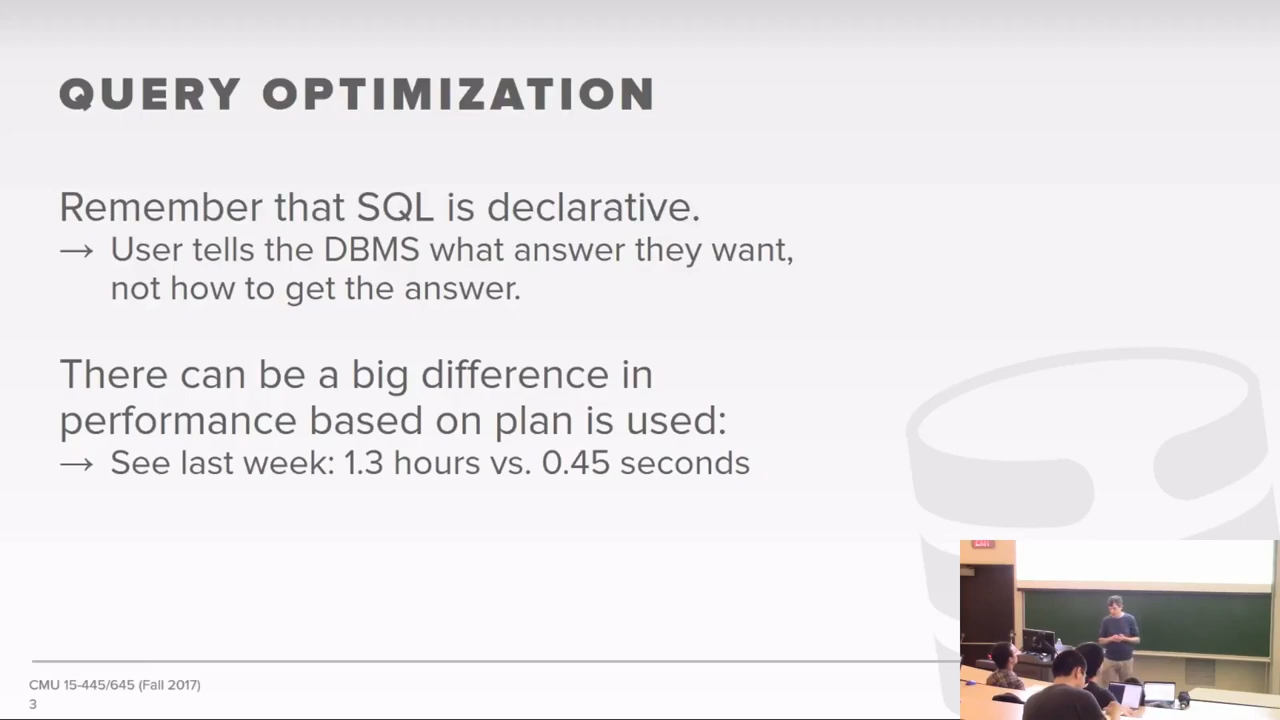 QUERY OPTIMIZATION
Remember that SQL is declarative.
→ User tells the DBMS what answer they want,
not how to get the answer.
There can be a big difference in
performance based on plan is used:
→ See last week: 1.3 hours vs. 0.45 seconds
CMU 15-445/645 (Fall 2017)
3